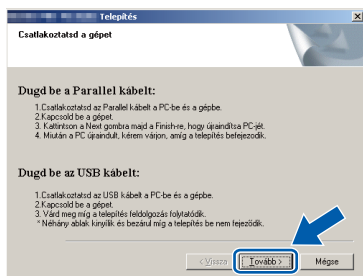 Telepítés
Csatlakoztatsd a gépet
Dugd be a Parallel kábelt:
1.Csatlakoztatsd az Parallel kábelt a PC-be és a gépbe.
2.Kapcsold be a gépet.
3. Kattintson a Next gombra majd a Finish-re, hogy újraindítsa PC-jét.
4. Miután a PC újraindult, kérem várjon, amíg a telepítés befejezodik.
Dugd be az USB kábelt:
1.Csatlakoztatsd az USB kábelt a PC-be és a gépbe.
2.Kapcsold be a gépet.
3. Várd meg míg a telepítés feldolgozás folytatódik.
* Néhány ablak kinyílik és bezárul míg a telepítés be nem fejezõdik.
< Vissza Tovább > Mégse